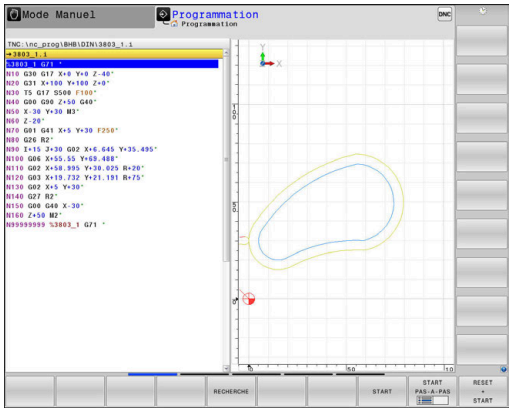 Mode Manuel
Programmation
Programmation
DNC
TNC:\nc_prog\BHB\DIN\3803_1.i
→3803_1.i
%3803_1 G71 *
N10 G30 G17 X+0 Y+0 Z-40*
N20 G31 X+100 Y+100 Z+0*
N30 T5 G17 S500 F100*
N40 G00 G90 Z+50 G40*
N50 X-30 Y+30 M3*
N60 Z-20*
N70 G01 G41 X+5 Y+30 F250*
N80 G26 R2*
N90 I+15 J+30 G02 X+6.645 Y+35.495*
N100 G06 X+55.55 Y+69.488*
N110 G02 X+58.995 Y+30.025 R+20*
N120 G03 X+19.732 Y+21.191 R+75*
N130 G02 X+5 Y+30*
N140 G27 R2*
N150 G00 G40 X-30*
N160 Z+50 M2*
N99999999 %3803_1 G71 *
Y
X
100
50
0
0
50
10
RECHERCHE
START
START
PAS-A-PAS
RESET
+
START